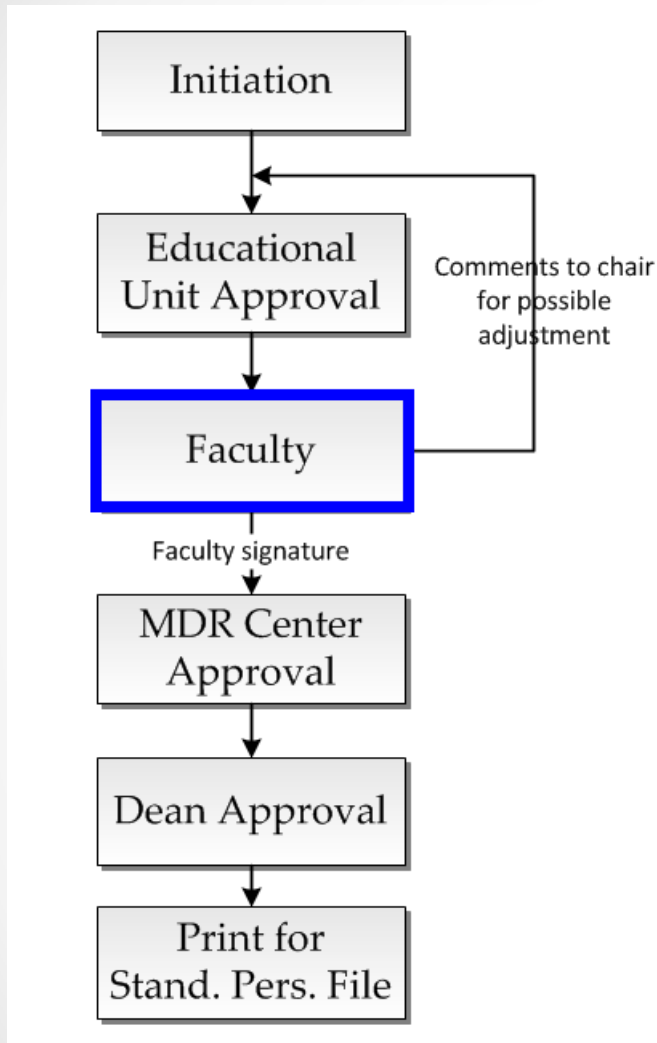 Initiation
Educational
Unit Approval
Comments to chair
for possible
adjustment
Faculty
Faculty signature
MDR Center
Approval
Dean Approval
Print for
Stand. Pers. File